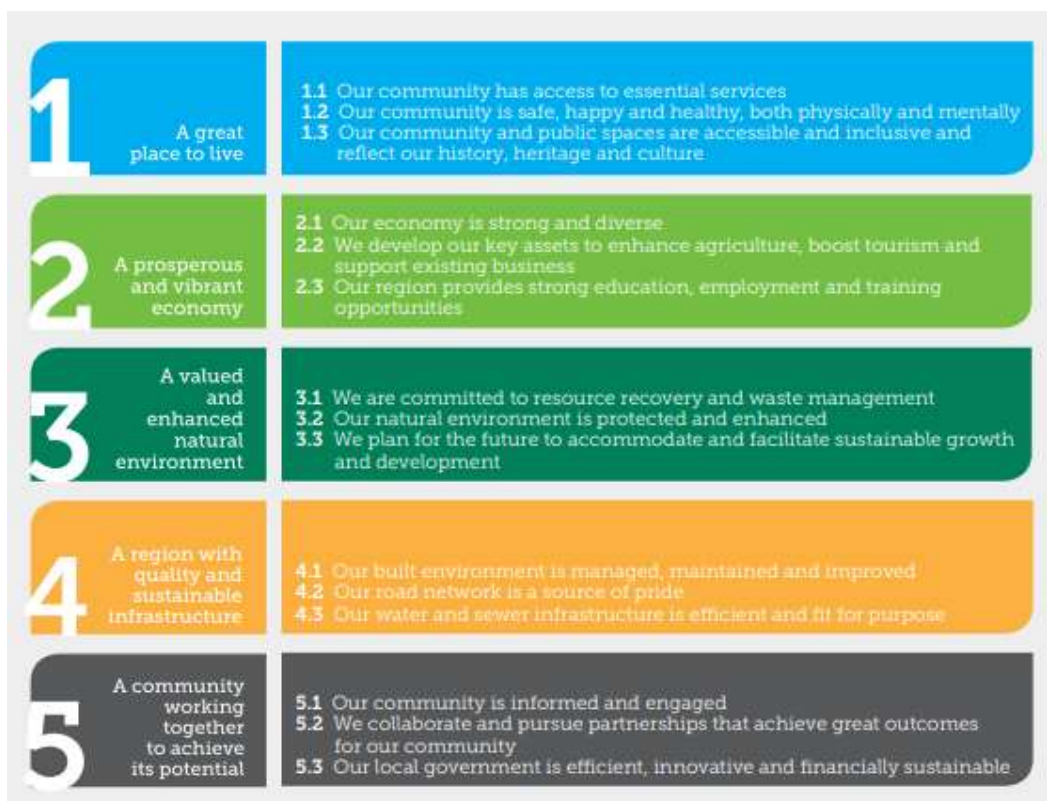 1
A great
place to live
1.1 Our community has access to essential services
1.2 Our community is safe, happy and healthy, both physically and mentally
1.3 Our community and public spaces are accessible and inclusive and
reflect our history, heritage and culture
2
A prosperous
and vibrant
economy
2.1 Our economy is strong and diverse
2.2 We develop our key assets to enhance agriculture, boost tourism and
support existing business
2.3 Our region provides strong education, employment and training
opportunities
3
A valued
and
enhanced
natural
environment
3.1 We are committed to resource recovery and waste management
3.2 Our natural environment is protected and enhanced
3.3 We plan for the future to accommodate and facilitate sustainable growth
and development
4
A region with
quality and
sustainable
infrastructure
4.1 Our built environment is managed, maintained and improved
4.2 Our road network is a source of pride
4.3 Our water and sewer infrastructure is efficient and fit for purpose
5
A community
working
together
to achieve
its potential
5.1 Our community is informed and engaged
5.2 We collaborate and pursue partnerships that achieve great outcomes
for our community
5.3 Our local government is efficient, innovative and financially sustainable